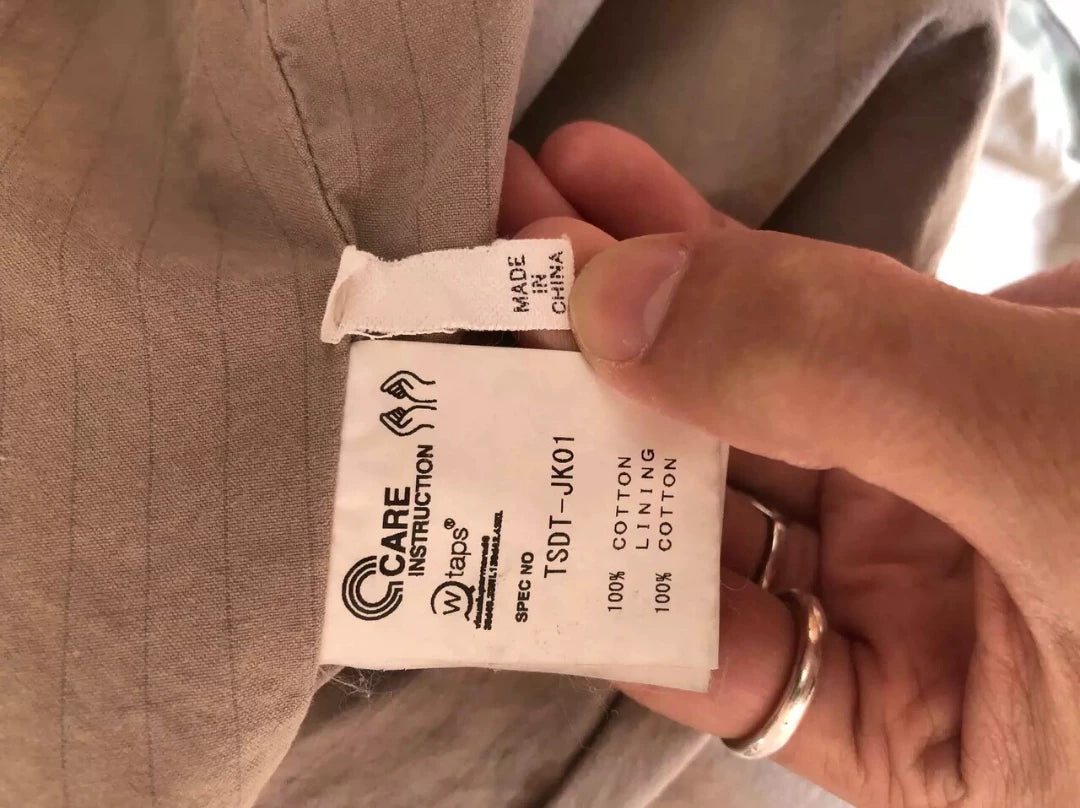 MADE
IN
CHINA
CARE
INSTRUCTION
Wtaps®
SPEC NO
TSDT-JK01
100% COTTON
LINING
100% COTTON